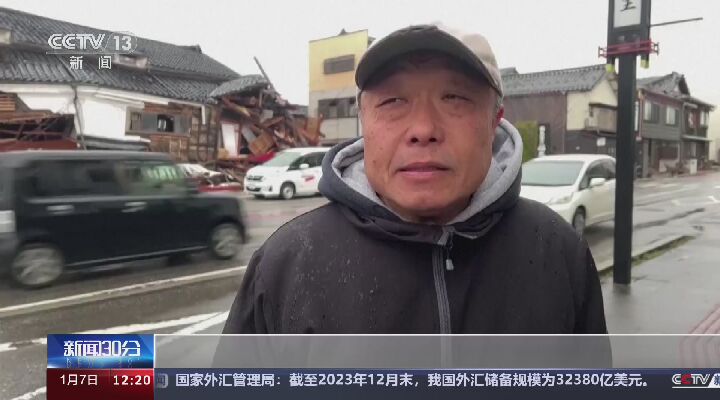 CCTV 13
新闻
新闻30分
1月7日 12:20
国家外汇管理局：截至2023年12月末，我国外汇储备规模为32380亿美元。
CCTV